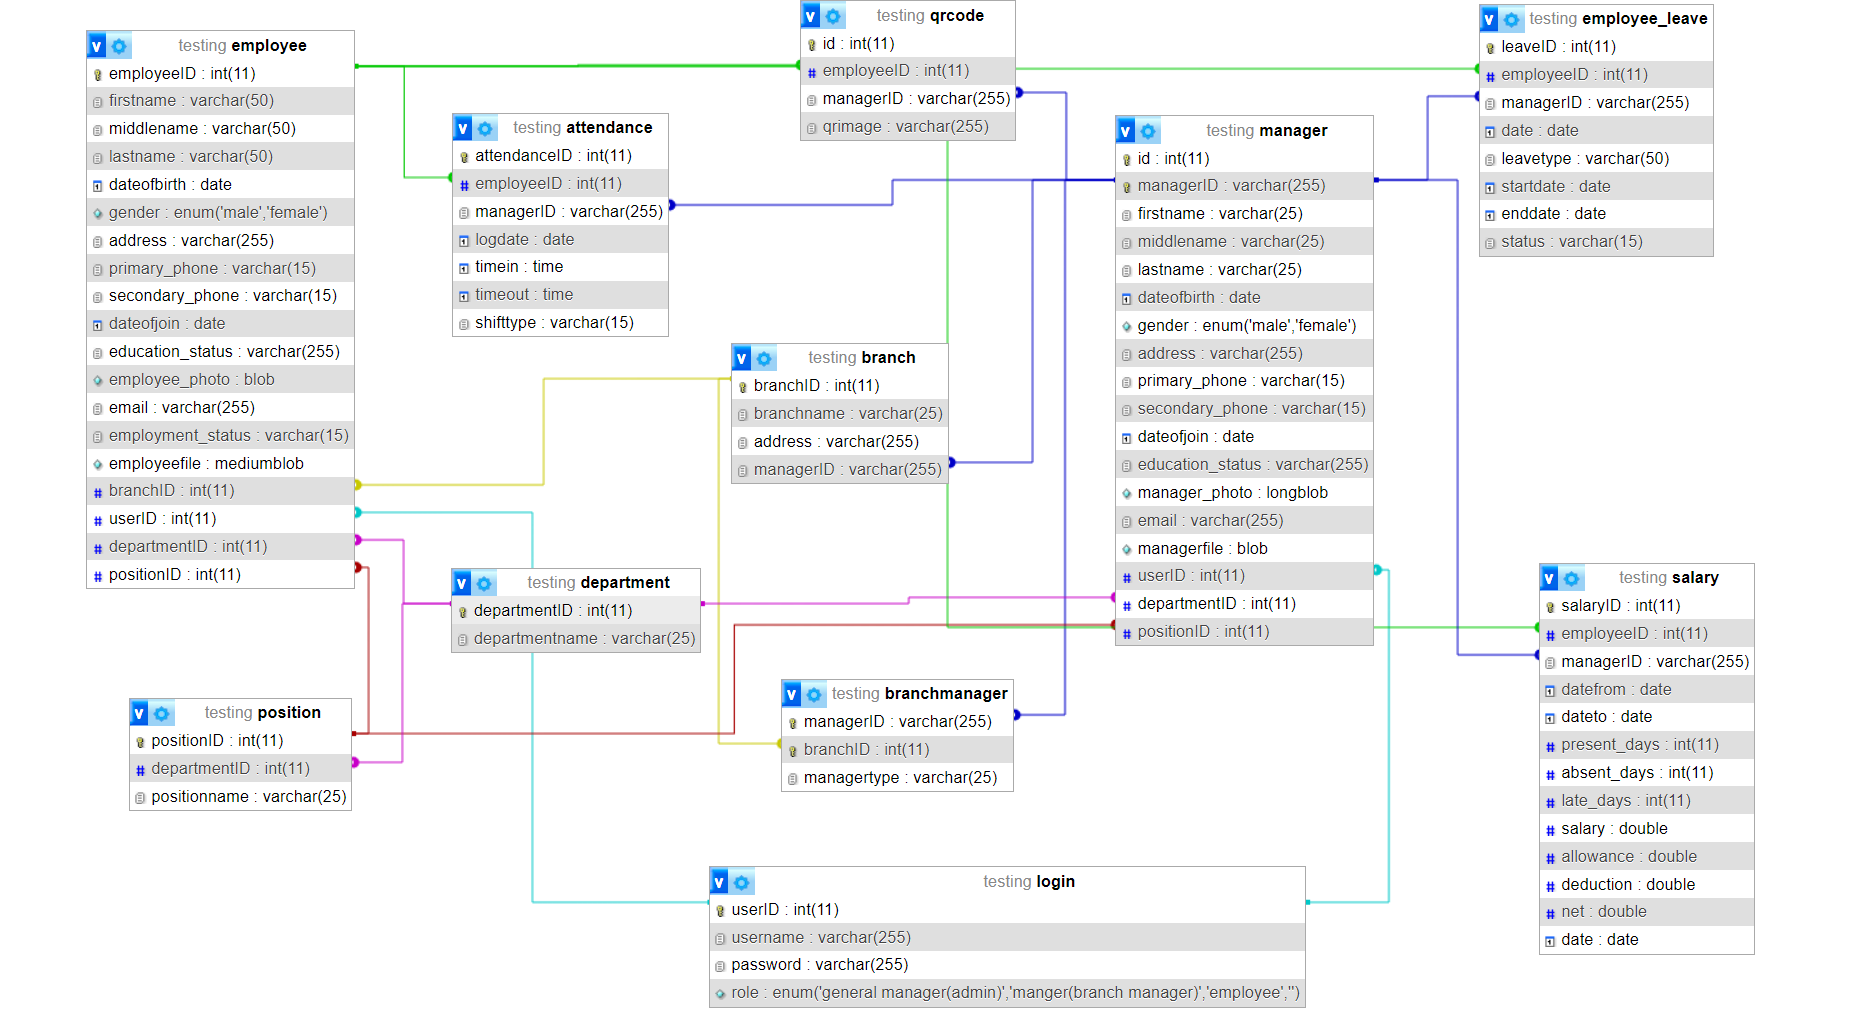 testing employee
employeeID : int(11)
firstname : varchar(50)
middlename : varchar(50)
lastname : varchar(50)
dateofbirth : date
gender : enum('male','female')
address : varchar(255)
primary_phone : varchar(15)
secondary_phone : varchar(15)
dateofjoin : date
education_status : varchar(255)
employee_photo : blob
email : varchar(255)
employment_status : varchar(15)
employeefile : mediumblob
branchID : int(11)
userID : int(11)
departmentID : int(11)
positionID : int(11)
testing attendance
attendanceID : int(11)
employeeID : int(11)
managerID : varchar(255)
logdate : date
timein : time
timeout : time
shifttype : varchar(15)
testing qrcode
id : int(11)
employeeID : int(11)
managerID : varchar(255)
qrimage : varchar(255)
testing manager
id : int(11)
managerID : varchar(255)
firstname : varchar(25)
middlename : varchar(25)
lastname : varchar(25)
dateofbirth : date
gender : enum('male','female')
address : varchar(255)
primary_phone : varchar(15)
secondary_phone : varchar(15)
dateofjoin : date
education_status : varchar(255)
manager_photo : longblob
email : varchar(255)
managerfile : blob
userID : int(11)
departmentID : int(11)
positionID : int(11)
testing employee_leave
leaveID : int(11)
employeeID : int(11)
managerID : varchar(255)
date : date
leavetype : varchar(50)
startdate : date
enddate : date
status : varchar(15)
testing branch
branchID : int(11)
branchname : varchar(25)
address : varchar(255)
managerID : varchar(255)
testing department
departmentID : int(11)
departmentname : varchar(25)
testing position
positionID : int(11)
departmentID : int(11)
positionname : varchar(25)
testing branchmanager
managerID : varchar(255)
branchID : int(11)
managertype : varchar(25)
testing salary
salaryID : int(11)
employeeID : int(11)
managerID : varchar(255)
datefrom : date
dateto : date
present_days : int(11)
absent_days : int(11)
late_days : int(11)
salary : double
allowance : double
deduction : double
net : double
date : date
testing login
userID : int(11)
username : varchar(255)
password : varchar(255)
role : enum('general manager(admin)','manger(branch manager)','employee','')